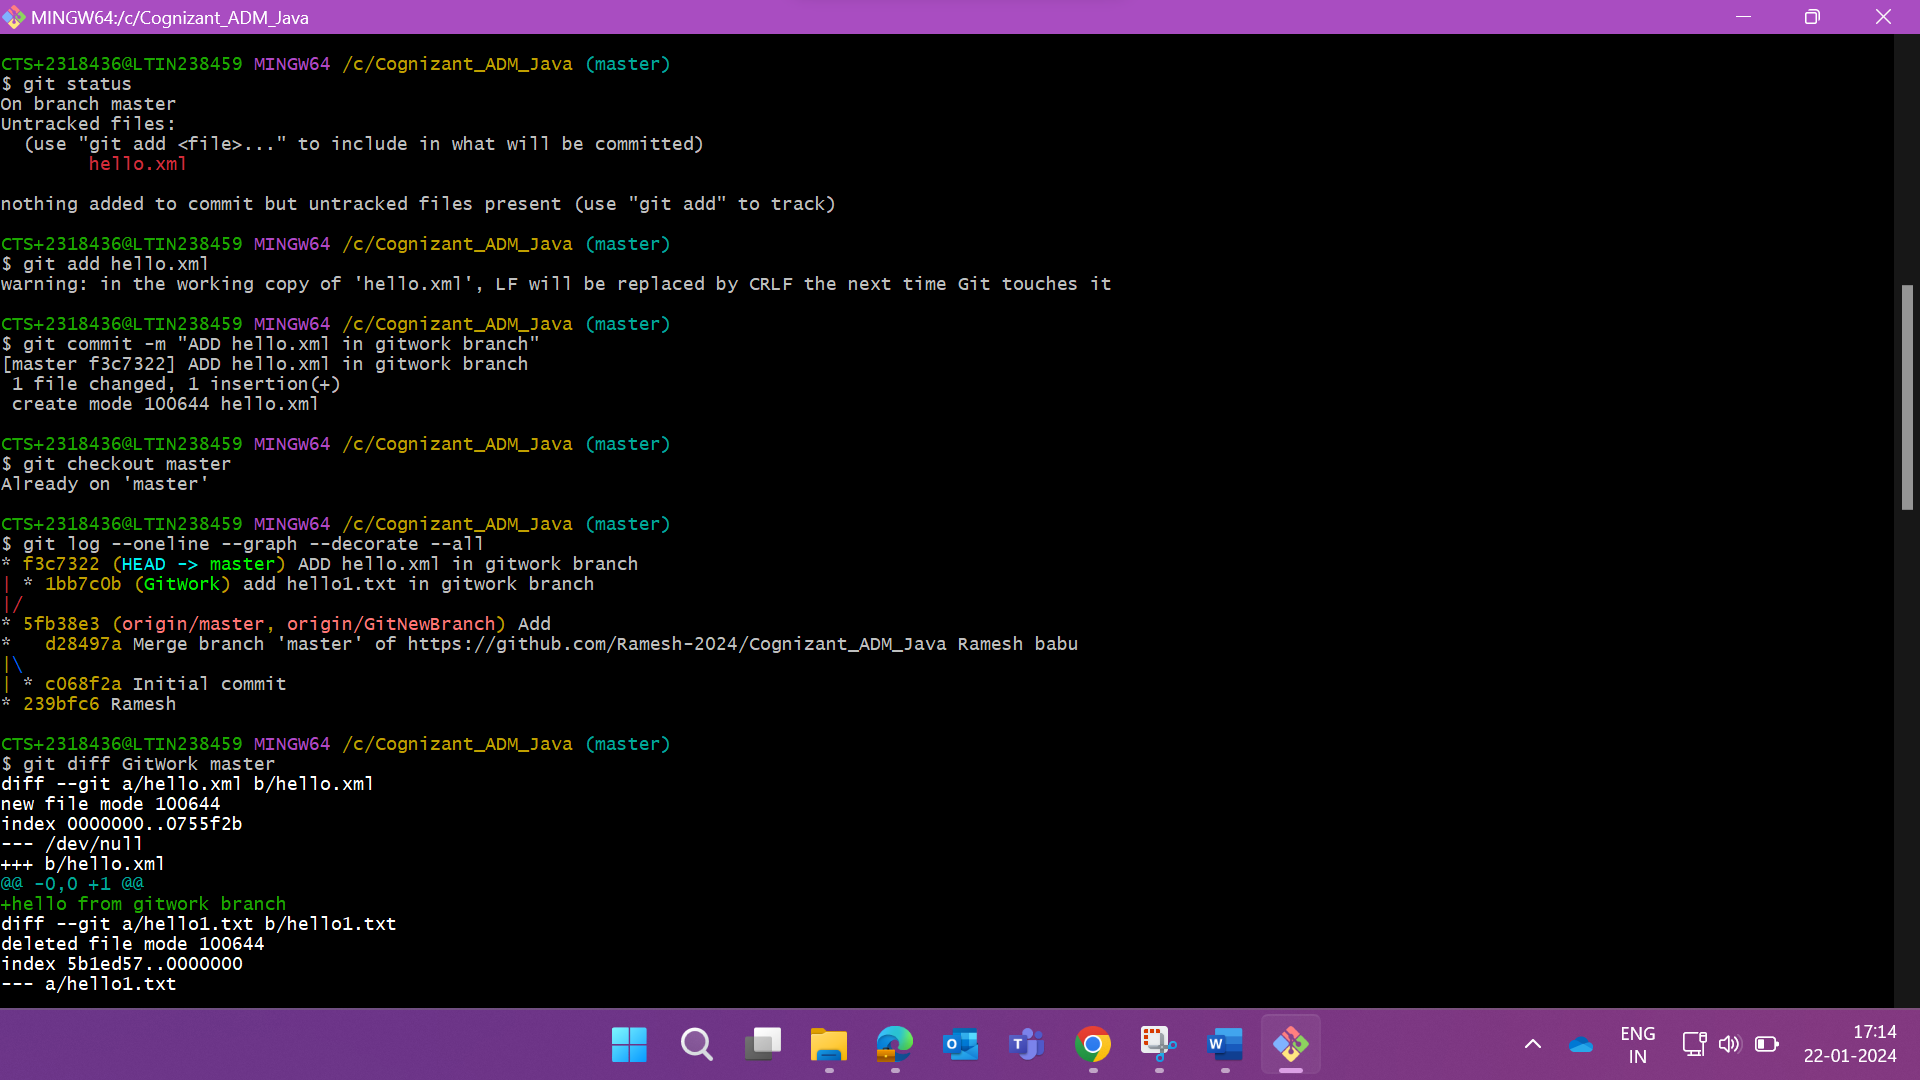 MINGW64:/c/Cognizant_ADM_Java
CTS+2318436@LTIN238459 MINGW64 /c/Cognizant_ADM_Java (master)
$ git status
On branch master
Untracked files:
  (use "git add <file>..." to include in what will be committed)
        hello.xml
nothing added to commit but untracked files present (use "git add" to track)
CTS+2318436@LTIN238459 MINGW64 /c/Cognizant_ADM_Java (master)
$ git add hello.xml
warning: in the working copy of 'hello.xml', LF will be replaced by CRLF the next time Git touches it
CTS+2318436@LTIN238459 MINGW64 /c/Cognizant_ADM_Java (master)
$ git commit -m "ADD hello.xml in gitwork branch"
[master f3c7322] ADD hello.xml in gitwork branch
 1 file changed, 1 insertion(+)
 create mode 100644 hello.xml
CTS+2318436@LTIN238459 MINGW64 /c/Cognizant_ADM_Java (master)
$ git checkout master
Already on 'master'
CTS+2318436@LTIN238459 MINGW64 /c/Cognizant_ADM_Java (master)
$ git log --oneline --graph --decorate --all
* f3c7322 (HEAD -> master) ADD hello.xml in gitwork branch
| * 1bb7c0b (GitWork) add hello1.txt in gitwork branch
|/
* 5fb38e3 (origin/master, origin/GitNewBranch) Add
*   d28497a Merge branch 'master' of https://github.com/Ramesh-2024/Cognizant_ADM_Java Ramesh babu
|\
| * c068f2a Initial commit
* 239bfc6 Ramesh
CTS+2318436@LTIN238459 MINGW64 /c/Cognizant_ADM_Java (master)
$ git diff GitWork master
diff --git a/hello.xml b/hello.xml
new file mode 100644
index 0000000..0755f2b
--- /dev/null
+++ b/hello.xml
@@ -0,0 +1 @@
+hello from gitwork branch
diff --git a/hello1.txt b/hello1.txt
deleted file mode 100644
index 5b1ed57..0000000
--- a/hello1.txt
ENG
IN
17:14
22-01-2024